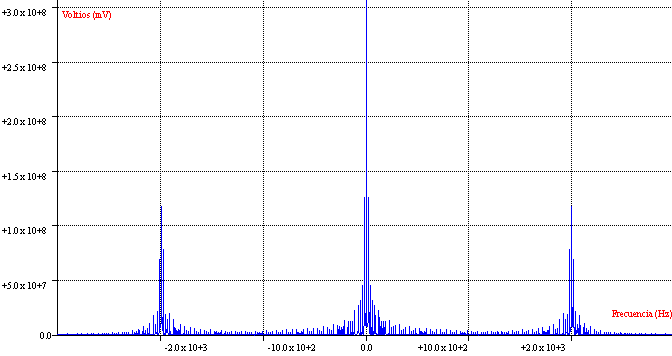 +3.0 x 10+8
Voltios (mV)
+2.5 x 10+8
+2.0 x 10+8
+1.5 x 10+8
+1.0 x 10+8
+5.0 x 10+7
Frecuencia (Hz)
0.0
-2.0 x 10+3
-10.0 x 10+2
0.0
+10.0 x 10+2
+2.0 x 10+3